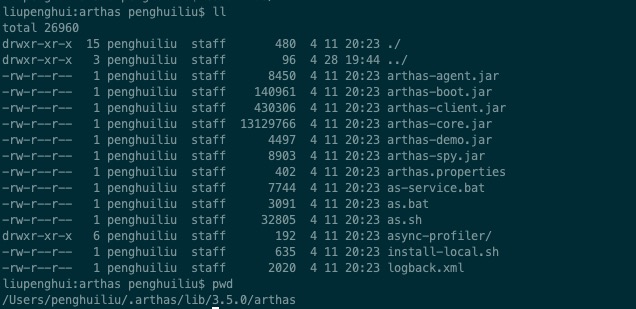 liupenghui:arthas penghuiliu$ ll
total 26960
drwxr-xr-x  15 penghuiliu  staff       480  4 11 20:23 ./
drwxr-xr-x   3 penghuiliu  staff        96  4 28 19:44 ../
-rw-r--r--   1 penghuiliu  staff      8450  4 11 20:23 arthas-agent.jar
-rw-r--r--   1 penghuiliu  staff    140961  4 11 20:23 arthas-boot.jar
-rw-r--r--   1 penghuiliu  staff    430306  4 11 20:23 arthas-client.jar
-rw-r--r--   1 penghuiliu  staff  13129766  4 11 20:23 arthas-core.jar
-rw-r--r--   1 penghuiliu  staff      4497  4 11 20:23 arthas-demo.jar
-rw-r--r--   1 penghuiliu  staff      8903  4 11 20:23 arthas-spy.jar
-rw-r--r--   1 penghuiliu  staff       402  4 11 20:23 arthas.properties
-rw-r--r--   1 penghuiliu  staff      7744  4 11 20:23 as-service.bat
-rw-r--r--   1 penghuiliu  staff      3091  4 11 20:23 as.bat
-rw-r--r--   1 penghuiliu  staff     32805  4 11 20:23 as.sh
drwxr-xr-x   6 penghuiliu  staff       192  4 11 20:23 async-profiler/
-rw-r--r--   1 penghuiliu  staff       635  4 11 20:23 install-local.sh
-rw-r--r--   1 penghuiliu  staff      2020  4 11 20:23 logback.xml
liupenghui:arthas penghuiliu$ pwd
/Users/penghuiliu/.arthas/lib/3.5.0/arthas